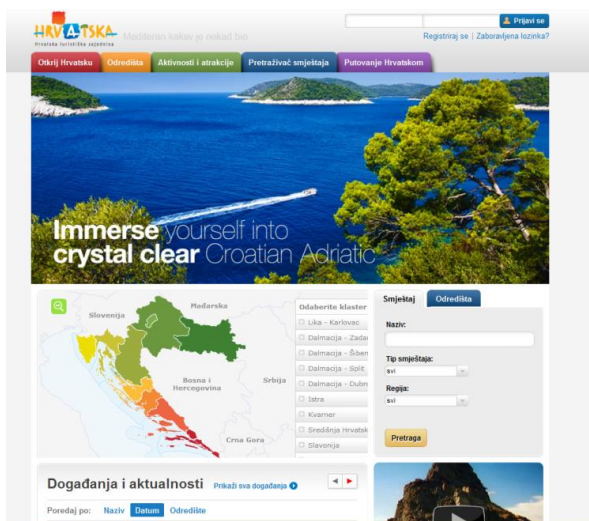 HRVATSKA
Hrvatska turistička zajednica
Mediteran kakav je nekad bio
Prijavi se
Registriraj se | Zaboravljena lozinka?
Otkrij Hrvatsku
Odredišta
Aktivnosti i atrakcije
Pretraživač smještaja
Putovanje Hrvatskom
Immerse yourself into
crystal clear Croatian Adriatic
Slovenija
Mađarska
Bosna i
Hercegovina
Srbija
Crna Gora
Odaberite klaster
Lika - Karlovac
Dalmacija - Zadar
Dalmacija - Šiben
Dalmacija - Split
Dalmacija - Dubr
Istra
Kvarner
Središnja Hrvatsk
Slavonija
Smještaj
Odredišta
Naziv:
Tip smještaja:
svi
Regija:
svi
Pretraga
Događanja i aktualnosti Prikaži sva događanja
Poredaj po: Naziv Datum Odredište